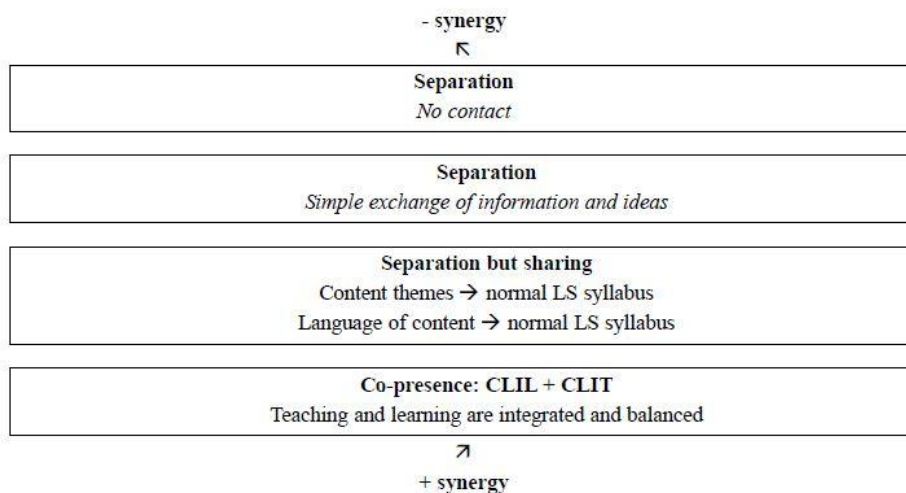 - synergy
↖
Separation
No contact
Separation
Simple exchange of information and ideas
Separation but sharing
Content themes → normal LS syllabus
Language of content → normal LS syllabus
Co-presence: CLIL + CLIT
Teaching and learning are integrated and balanced
↗
+ synergy